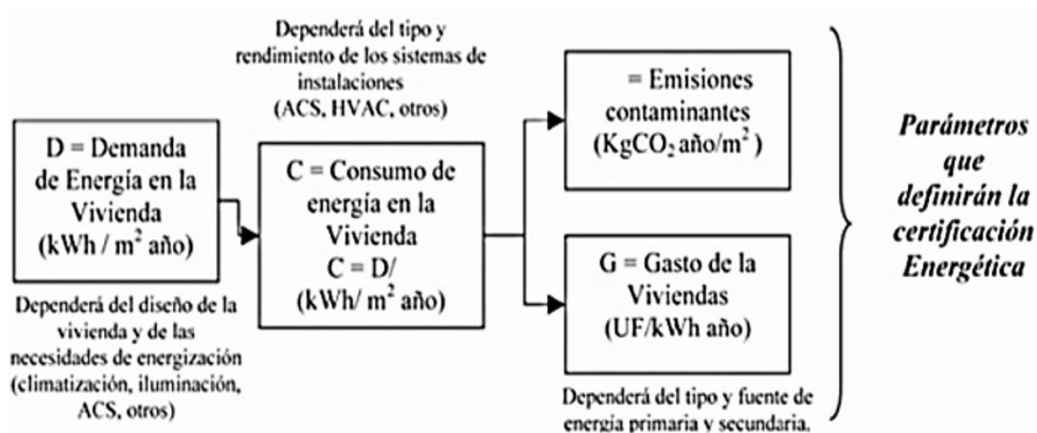 Dependerá del tipo y
rendimiento de los sistemas de
instalaciones
(ACS, HVAC, otros)
D = Demanda
de Energía en la
Vivienda
(kWh / m² año)
Dependerá del diseño de la
vivienda y de las
necesidades de energización
(climatización, iluminación,
ACS, otros)
C = Consumo de
energía en la
Vivienda
C = D/
(kWh/ m² año)
= Emisiones
contaminantes
(KgCO₂ año/m²)
G = Gasto de la
Viviendas
(UF/kWh año)
Dependerá del tipo y fuente de
energía primaria y secundaria.
Parámetros
que
definirán la
certificación
Energética